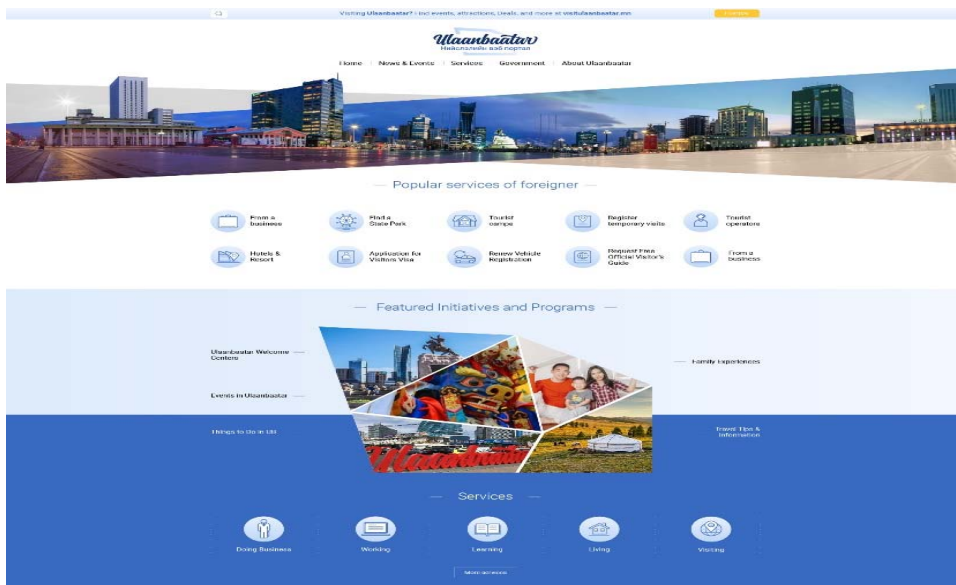 Visiting Ulaanbaatar? Find events, attractions, Deals, and more at visitulaanbaatar.mn
Ulaanbaatar
Нийслэлийн вэб портал
Home
News & Events
Services
Government
About Ulaanbaatar
Popular services of foreigner
From a
business
Find a
State Park
Tourist
camps
Register
temporary visits
Tourist
operators
Hotels &
Resort
Application for
Visitors Visa
Renew Vehicle
Registration
Request Free
Official Visitor's
Guide
From a
business
Featured Initiatives and Programs
Ulaanbaatar Welcome
Centers
Family Experiences
Events in Ulaanbaatar
Things to Do in UB
Travel Tips &
Information
Ulaanbaatar
Services
Doing Business
Working
Learning
Living
Visiting